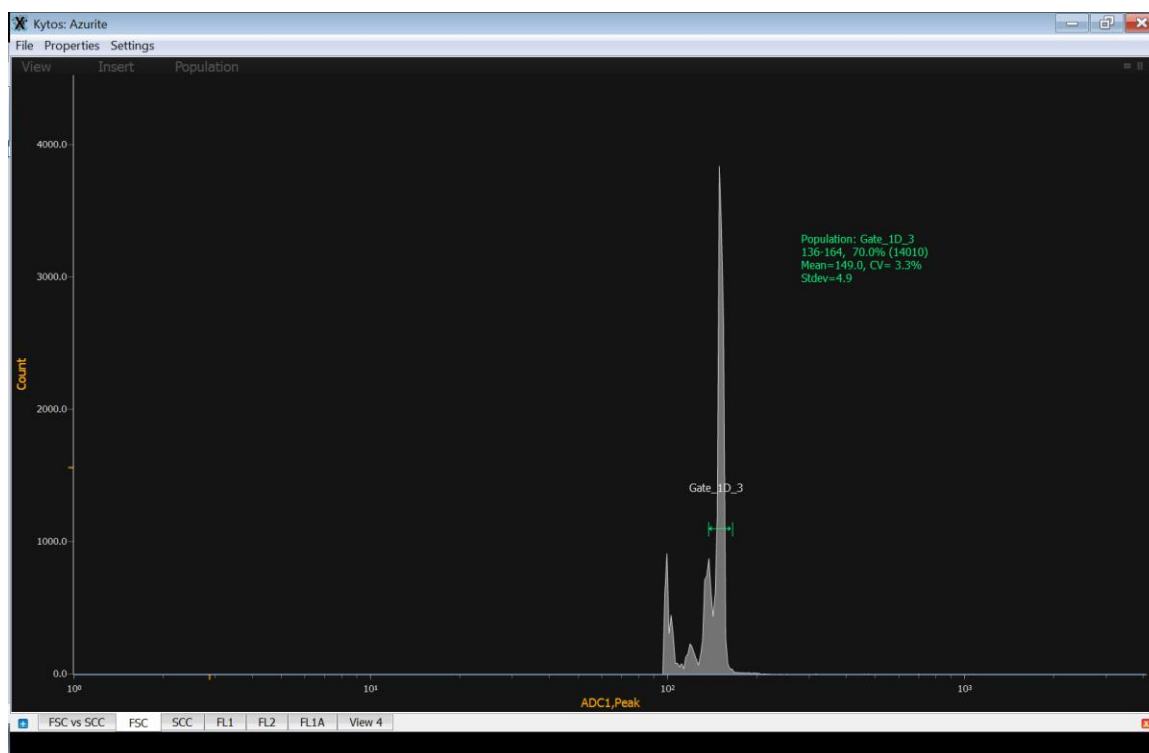 Kytos: Azurite
File Properties Settings
View Insert Population
4000.0
Population: Gate_1D_3
136-164, 70.0% (14010)
Mean=149.0, CV= 3.3%
Stdev=4.9
3000.0
Count
2000.0
Gate_1D_3
1000.0
0.0
10⁰ 10¹ 10² 10³
ADC1,Peak
FSC vs SCC FSC SCC FL1 FL2 FL1A View 4